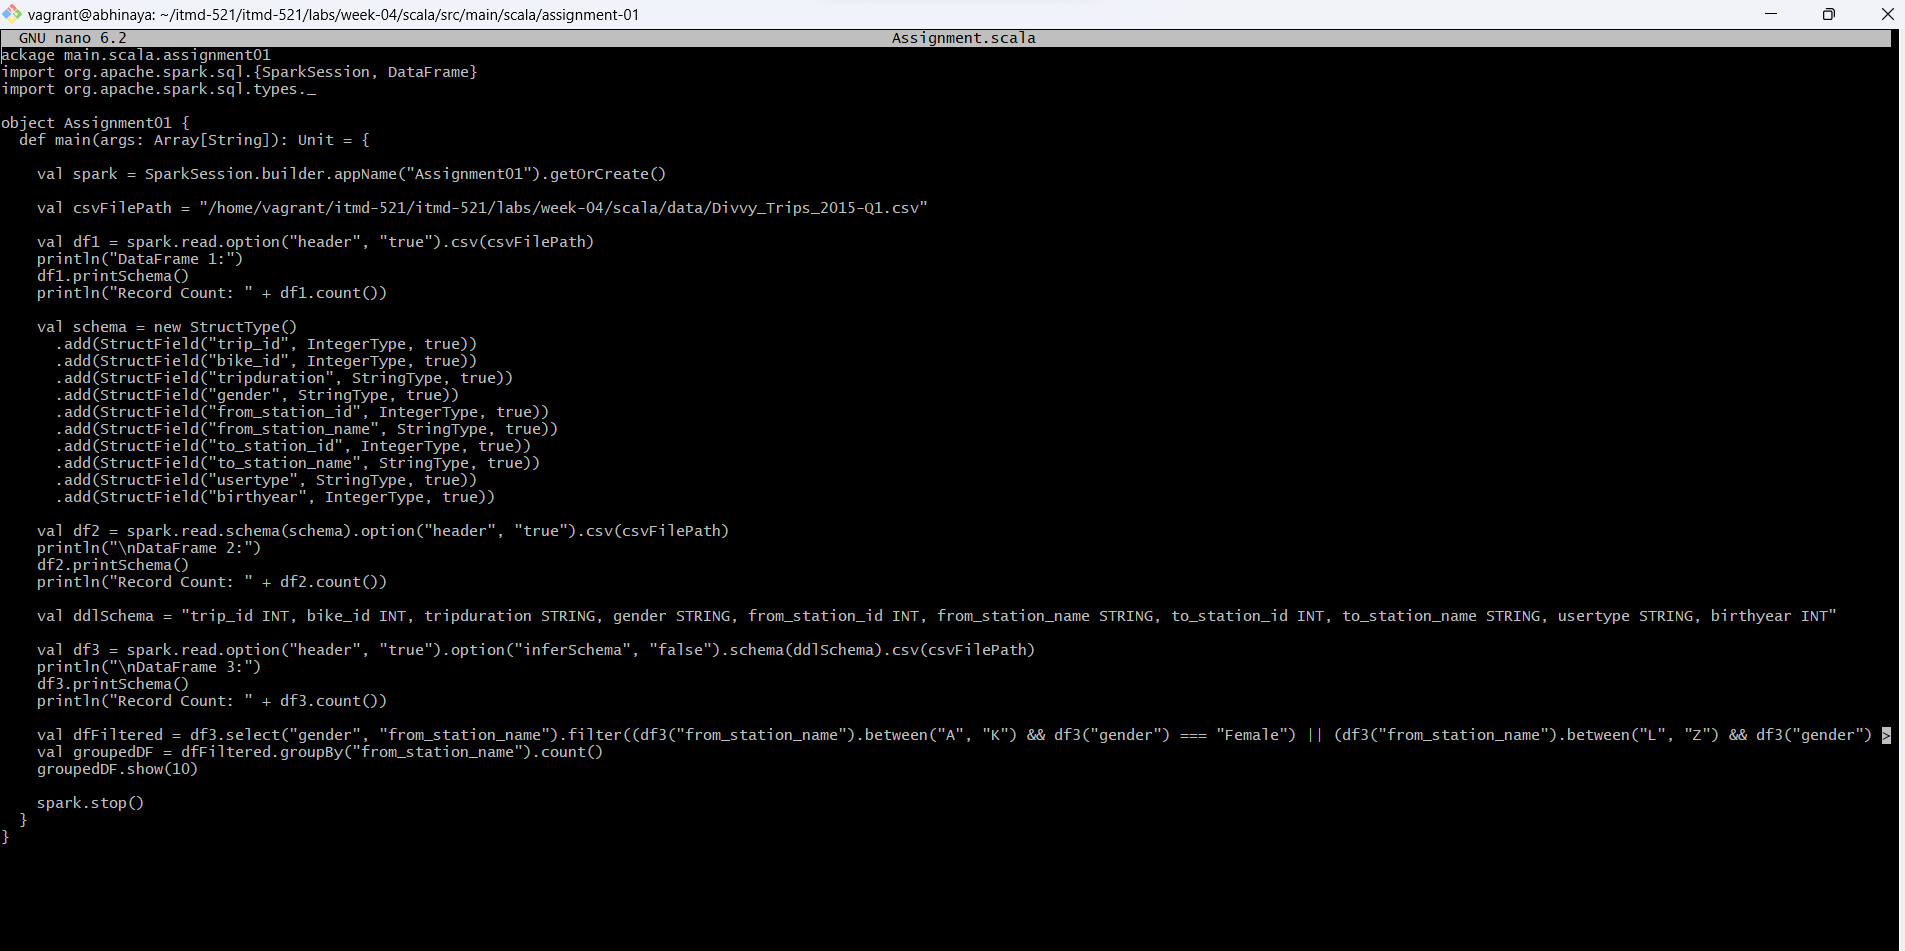 vagrant@abhinaya: ~/itmd-521/itmd-521/labs/week-04/scala/src/main/scala/assignment-01
GNU nano 6.2 Assignment.scala
ackage main.scala.assignment01
import org.apache.spark.sql.{SparkSession, DataFrame}
import org.apache.spark.sql.types._
object Assignment01 {
  def main(args: Array[String]): Unit = {
    val spark = SparkSession.builder.appName("Assignment01").getOrCreate()
    val csvFilePath = "/home/vagrant/itmd-521/itmd-521/labs/week-04/scala/data/Divvy_Trips_2015-Q1.csv"
    val df1 = spark.read.option("header", "true").csv(csvFilePath)
    println("DataFrame 1:")
    df1.printSchema()
    println("Record Count: " + df1.count())
    val schema = new StructType()
      .add(StructField("trip_id", IntegerType, true))
      .add(StructField("bike_id", IntegerType, true))
      .add(StructField("tripduration", StringType, true))
      .add(StructField("gender", StringType, true))
      .add(StructField("from_station_id", IntegerType, true))
      .add(StructField("from_station_name", StringType, true))
      .add(StructField("to_station_id", IntegerType, true))
      .add(StructField("to_station_name", StringType, true))
      .add(StructField("usertype", StringType, true))
      .add(StructField("birthyear", IntegerType, true))
    val df2 = spark.read.schema(schema).option("header", "true").csv(csvFilePath)
    println("\nDataFrame 2:")
    df2.printSchema()
    println("Record Count: " + df2.count())
    val ddlSchema = "trip_id INT, bike_id INT, tripduration STRING, gender STRING, from_station_id INT, from_station_name STRING, to_station_id INT, to_station_name STRING, usertype STRING, birthyear INT"
    val df3 = spark.read.option("header", "true").option("inferSchema", "false").schema(ddlSchema).csv(csvFilePath)
    println("\nDataFrame 3:")
    df3.printSchema()
    println("Record Count: " + df3.count())
    val dfFiltered = df3.select("gender", "from_station_name").filter((df3("from_station_name").between("A", "K") && df3("gender") === "Female") || (df3("from_station_name").between("L", "Z") && df3("gender") >
    val groupedDF = dfFiltered.groupBy("from_station_name").count()
    groupedDF.show(10)
    spark.stop()
  }
}